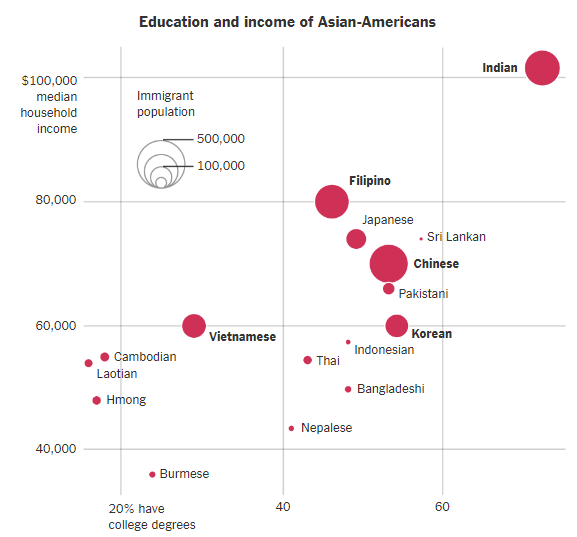 Education and income of Asian-Americans
Indian
$100,000
median
household
income
Immigrant
population
500,000
100,000
Filipino
80,000
Japanese
Sri Lankan
Chinese
Pakistani
60,000
Vietnamese
Korean
Indonesian
Cambodian
Thai
Laotian
Bangladeshi
Hmong
Nepalese
40,000
Burmese
20% have
college degrees
40
60